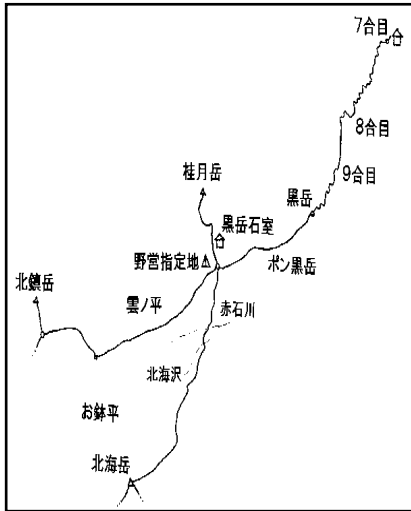 7合目
8合目
9合目
桂月岳
黒岳
黒岳石室
野営指定地
ポン黒岳
北鎮岳
雲ノ平
赤石川
北海沢
お鉢平
北海岳